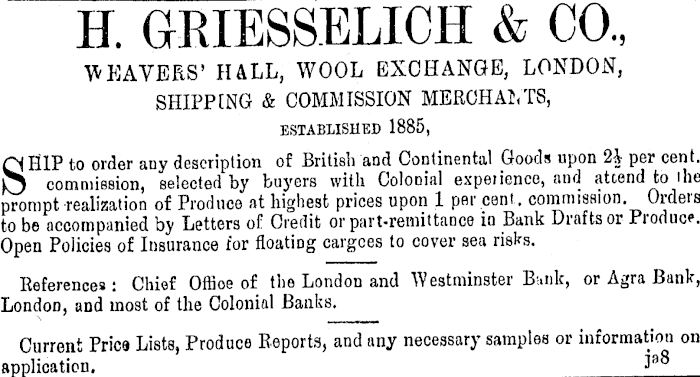 H. GRIESSELICH & CO.,
WEAVERS' HALL, WOOL EXCHANGE, LONDON,
SHIPPING & COMMISSION MERCHANTS,
ESTABLISHED 1885,
SHIP to order any description of British and Continental Goods upon 2½ per cent.
commission, selected by buyers with Colonial experience, and attend to the
prompt realization of Produce at highest prices upon 1 per cent. commission. Orders
to be accompanied by Letters of Credit or part-remittance in Bank Drafts or Produce.
Open Policies of Insurance for floating cargoes to cover sea risks.
References: Chief Office of the London and Westminster Bank, or Agra Bank,
London, and most of the Colonial Banks.
Current Price Lists, Produce Reports, and any necessary samples or information on
application. ja8